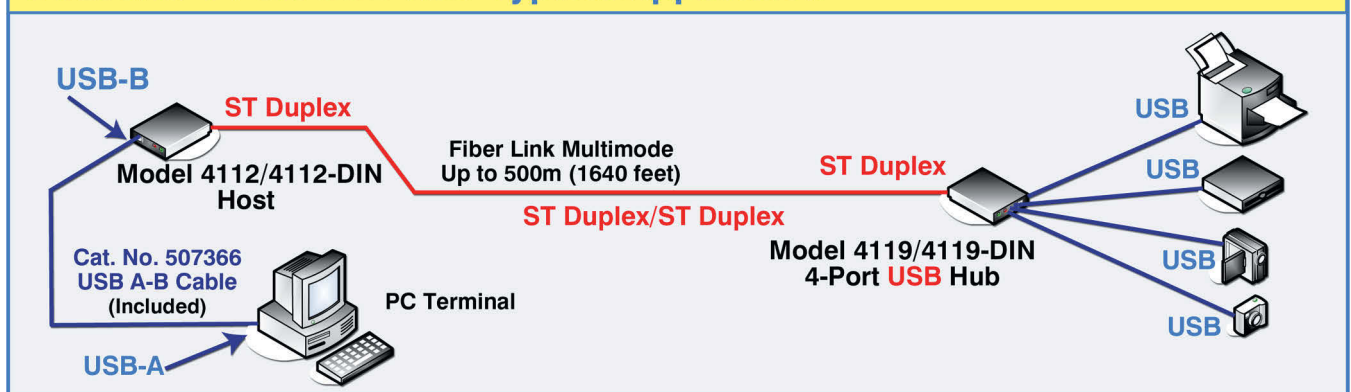 USB-B
ST Duplex
Model 4112/4112-DIN
Host
Fiber Link Multimode
Up to 500m (1640 feet)
ST Duplex/ST Duplex
ST Duplex
Model 4119/4119-DIN
4-Port USB Hub
USB
USB
USB
USB
Cat. No. 507366
USB A-B Cable
(Included)
PC Terminal
USB-A